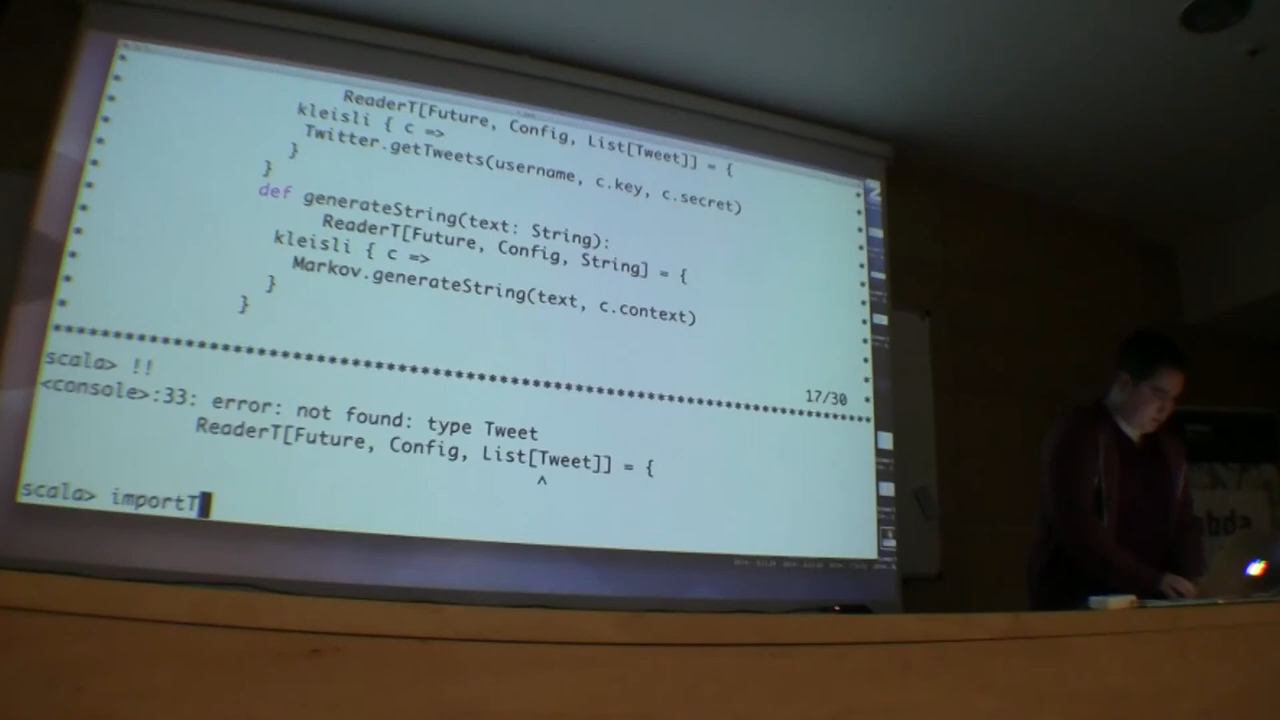 ReaderT[Future, Config, List[Tweet]] = {
kleisli { c =>
Twitter.getTweets(username, c.key, c.secret)
}
}
def generateString(text: String):
ReaderT[Future, Config, String] = {
kleisli { c =>
Markov.generateString(text, c.context)
}
}
17/30
scala> !!
<console>:33: error: not found: type Tweet
ReaderT[Future, Config, List[Tweet]] = {
^
scala> importT